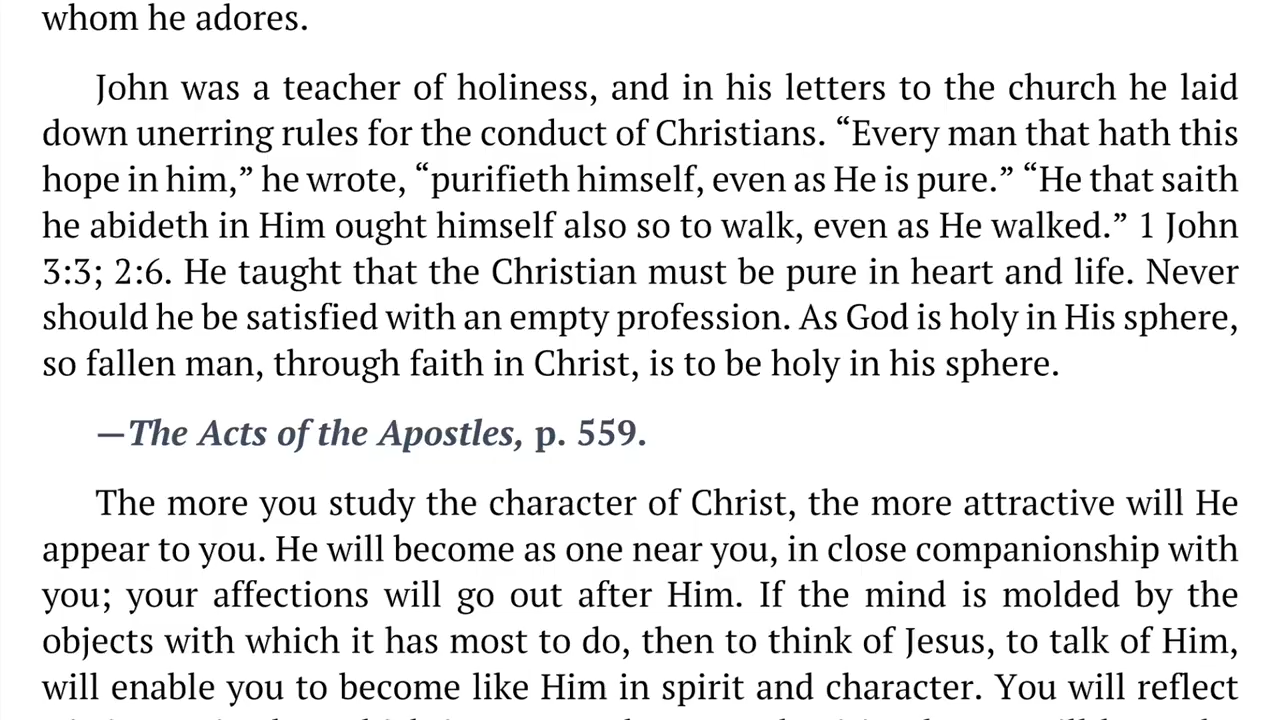 whom he adores.
John was a teacher of holiness, and in his letters to the church he laid
down unerring rules for the conduct of Christians. “Every man that hath this
hope in him,” he wrote, “purifieth himself, even as He is pure.” “He that saith
he abideth in Him ought himself also so to walk, even as He walked.” 1 John
3:3; 2:6. He taught that the Christian must be pure in heart and life. Never
should he be satisfied with an empty profession. As God is holy in His sphere,
so fallen man, through faith in Christ, is to be holy in his sphere.
—The Acts of the Apostles, p. 559.
The more you study the character of Christ, the more attractive will He
appear to you. He will become as one near you, in close companionship with
you; your affections will go out after Him. If the mind is molded by the
objects with which it has most to do, then to think of Jesus, to talk of Him,
will enable you to become like Him in spirit and character. You will reflect